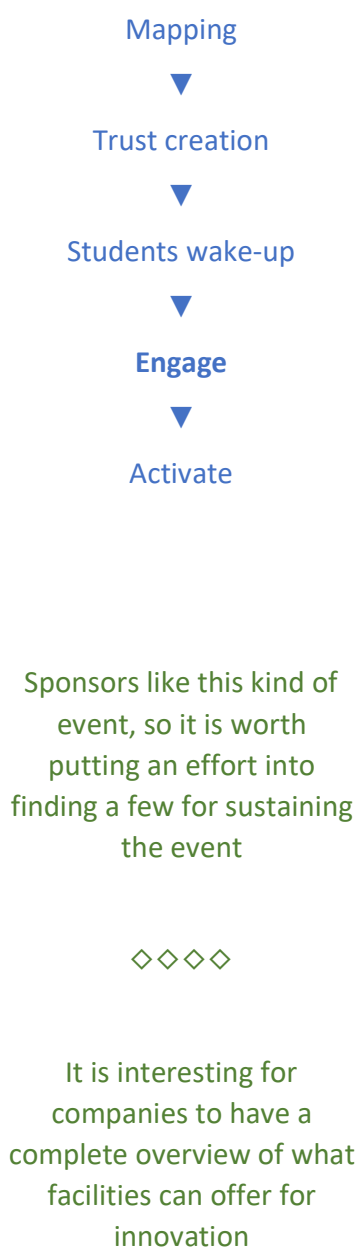 Mapping
▼
Trust creation
▼
Students wake-up
▼
Engage
▼
Activate
Sponsors like this kind of
event, so it is worth
putting an effort into
finding a few for sustaining
the event
◇◇◇◇
It is interesting for
companies to have a
complete overview of what
facilities can offer for
innovation